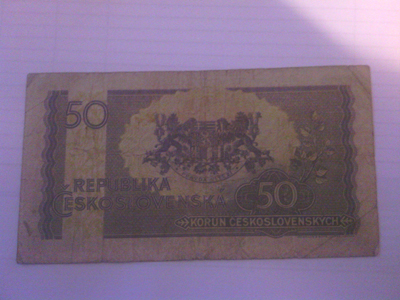 50
REPUBLIKA
ČESKOSLOVENSKÁ
50
KORUN ČESKOSLOVENSKÝCH